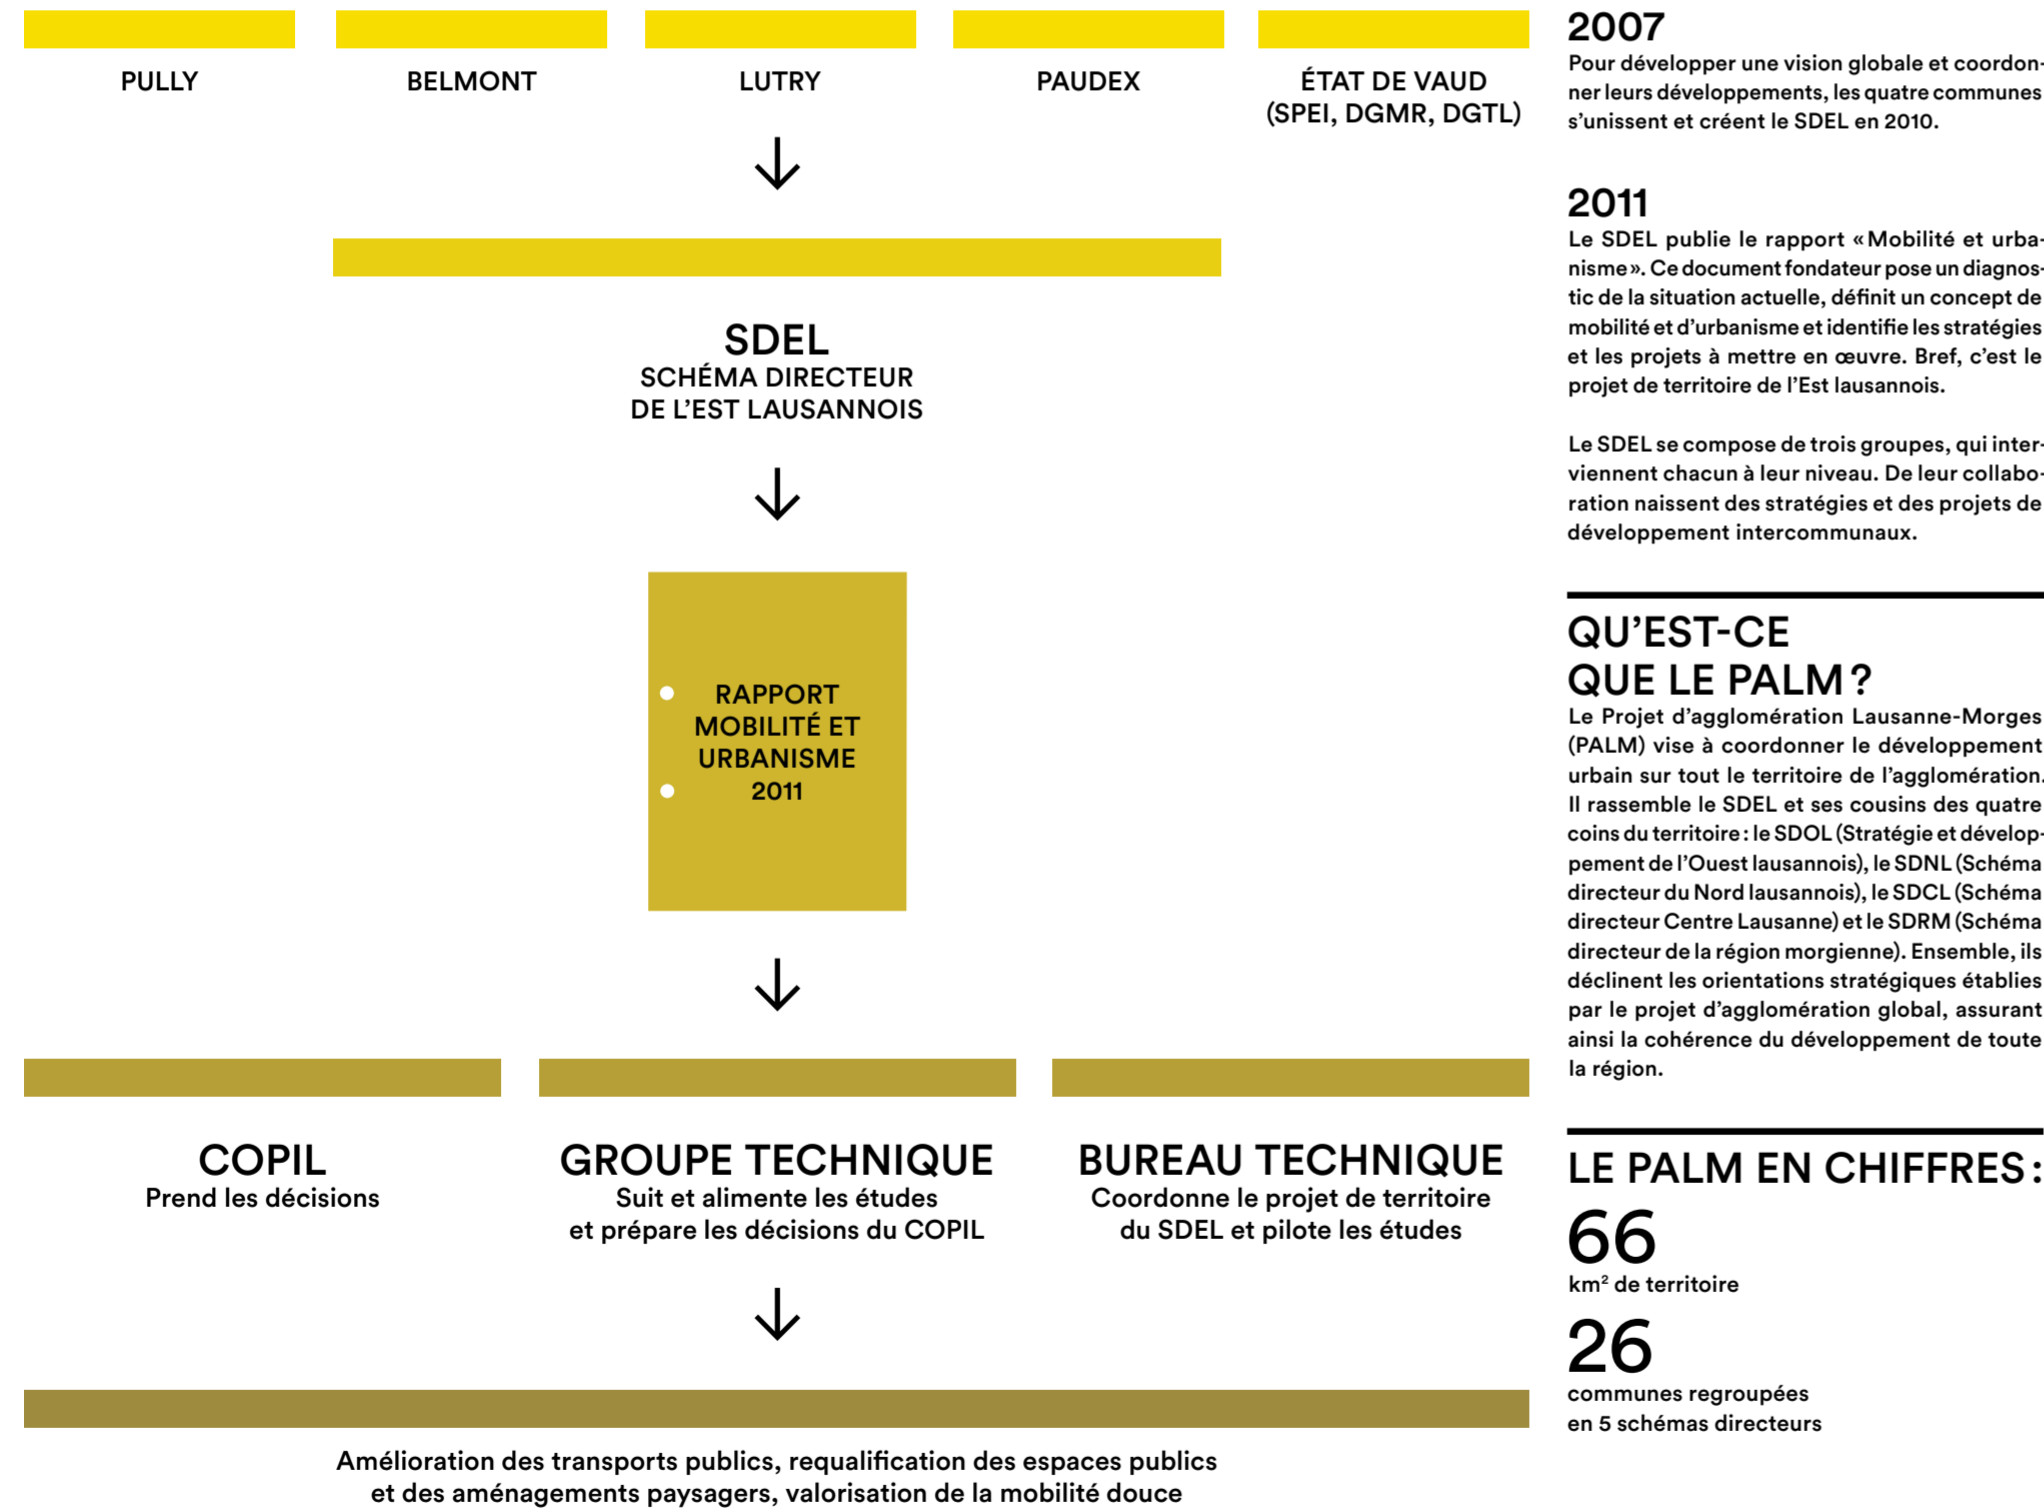 PULLY
BELMONT
LUTRY
PAUDEX
ÉTAT DE VAUD
(SPEI, DGMR, DGTL)
SDEL
SCHÉMA DIRECTEUR
DE L’EST LAUSANNOIS
RAPPORT
MOBILITÉ ET
URBANISME
2011
COPIL
Prend les décisions
GROUPE TECHNIQUE
Suit et alimente les études
et prépare les décisions du COPIL
BUREAU TECHNIQUE
Coordonne le projet de territoire
du SDEL et pilote les études
Amélioration des transports publics, requalification des espaces publics
et des aménagements paysagers, valorisation de la mobilité douce
2007
Pour développer une vision globale et coordon-
ner leurs développements, les quatre communes
s’unissent et créent le SDEL en 2010.
2011
Le SDEL publie le rapport «Mobilité et urba-
nisme». Ce document fondateur pose un diagnos-
tic de la situation actuelle, définit un concept de
mobilité et d’urbanisme et identifie les stratégies
et les projets à mettre en œuvre. Bref, c’est le
projet de territoire de l’Est lausannois.
Le SDEL se compose de trois groupes, qui inter-
viennent chacun à leur niveau. De leur collabo-
ration naissent des stratégies et des projets de
développement intercommunaux.
QU’EST-CE
QUE LE PALM ?
Le Projet d’agglomération Lausanne-Morges
(PALM) vise à coordonner le développement
urbain sur tout le territoire de l’agglomération.
Il rassemble le SDEL et ses cousins des quatre
coins du territoire : le SDOL (Stratégie et dévelop-
pement de l’Ouest lausannois), le SDNL (Schéma
directeur du Nord lausannois), le SDCL (Schéma
directeur Centre Lausanne) et le SDRM (Schéma
directeur de la région morgienne). Ensemble, ils
déclinent les orientations stratégiques établies
par le projet d’agglomération global, assurant
ainsi la cohérence du développement de toute
la région.
LE PALM EN CHIFFRES :
66
km² de territoire
26
communes regroupées
en 5 schémas directeurs